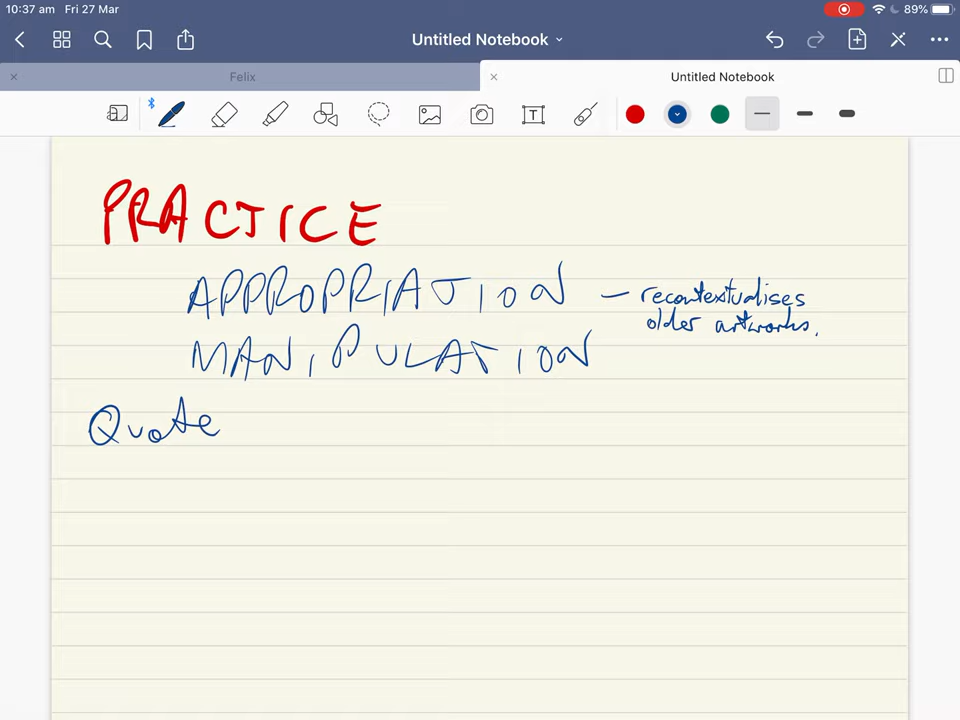 10:37 am Fri 27 Mar
89%
Untitled Notebook
Felix
Untitled Notebook
T
PRACTICE
APPROPRIATION – recontextualises
older artworks.
MANIPULATION
Quote